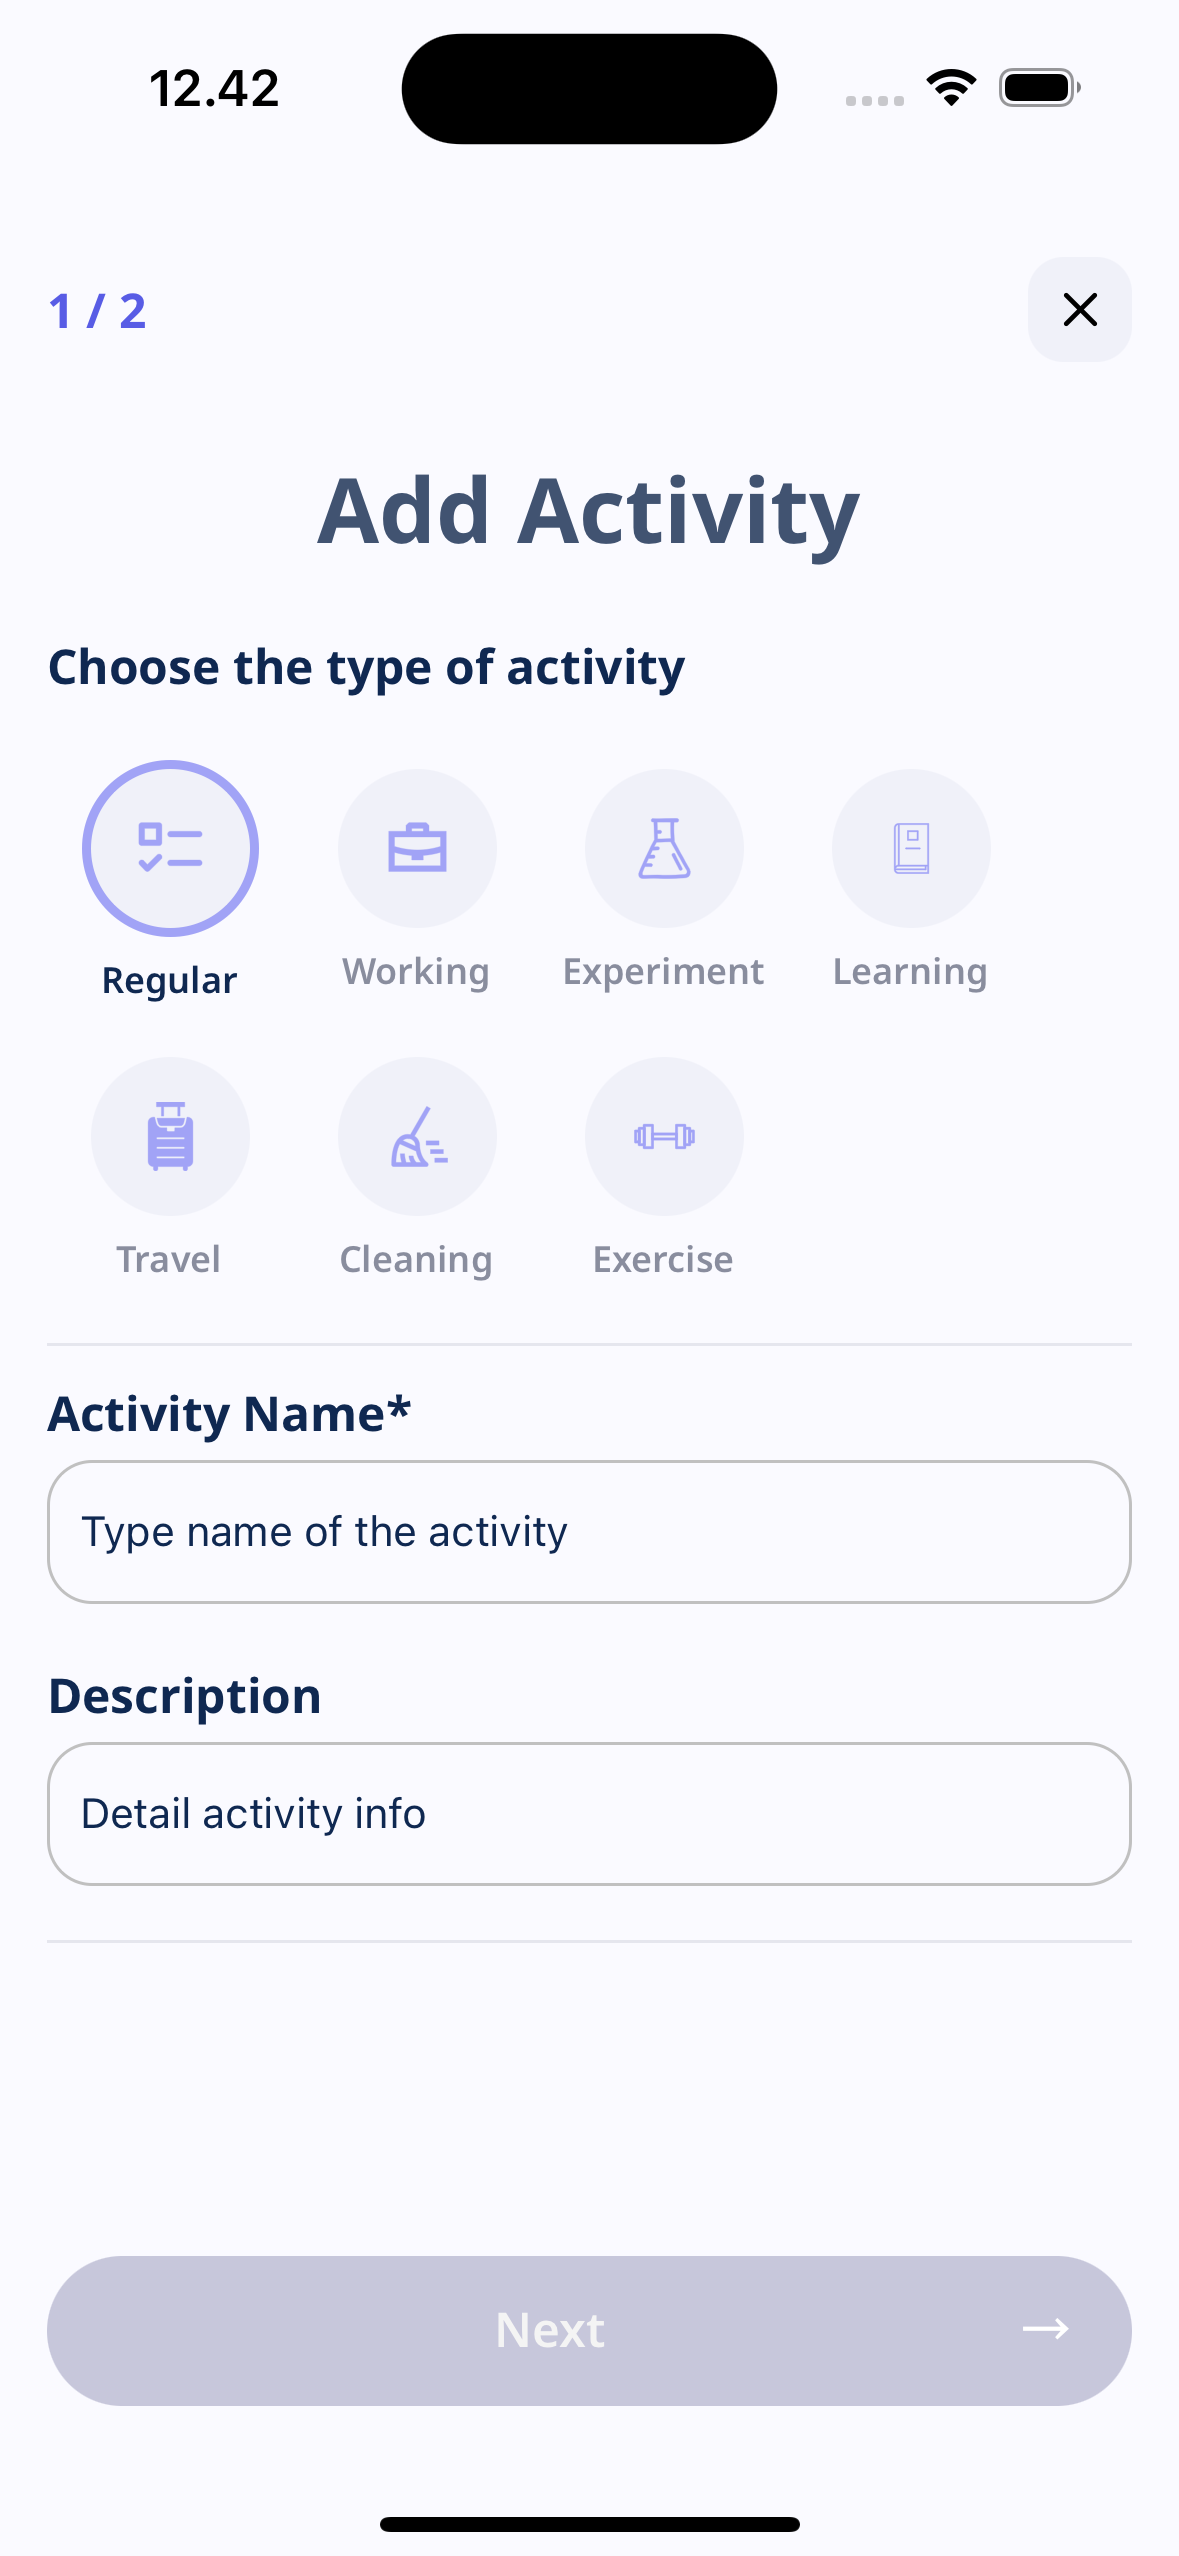 12.42
1 / 2
Add Activity
Choose the type of activity
Regular Working Experiment Learning
Travel Cleaning Exercise
Activity Name*
Type name of the activity
Description
Detail activity info
Next